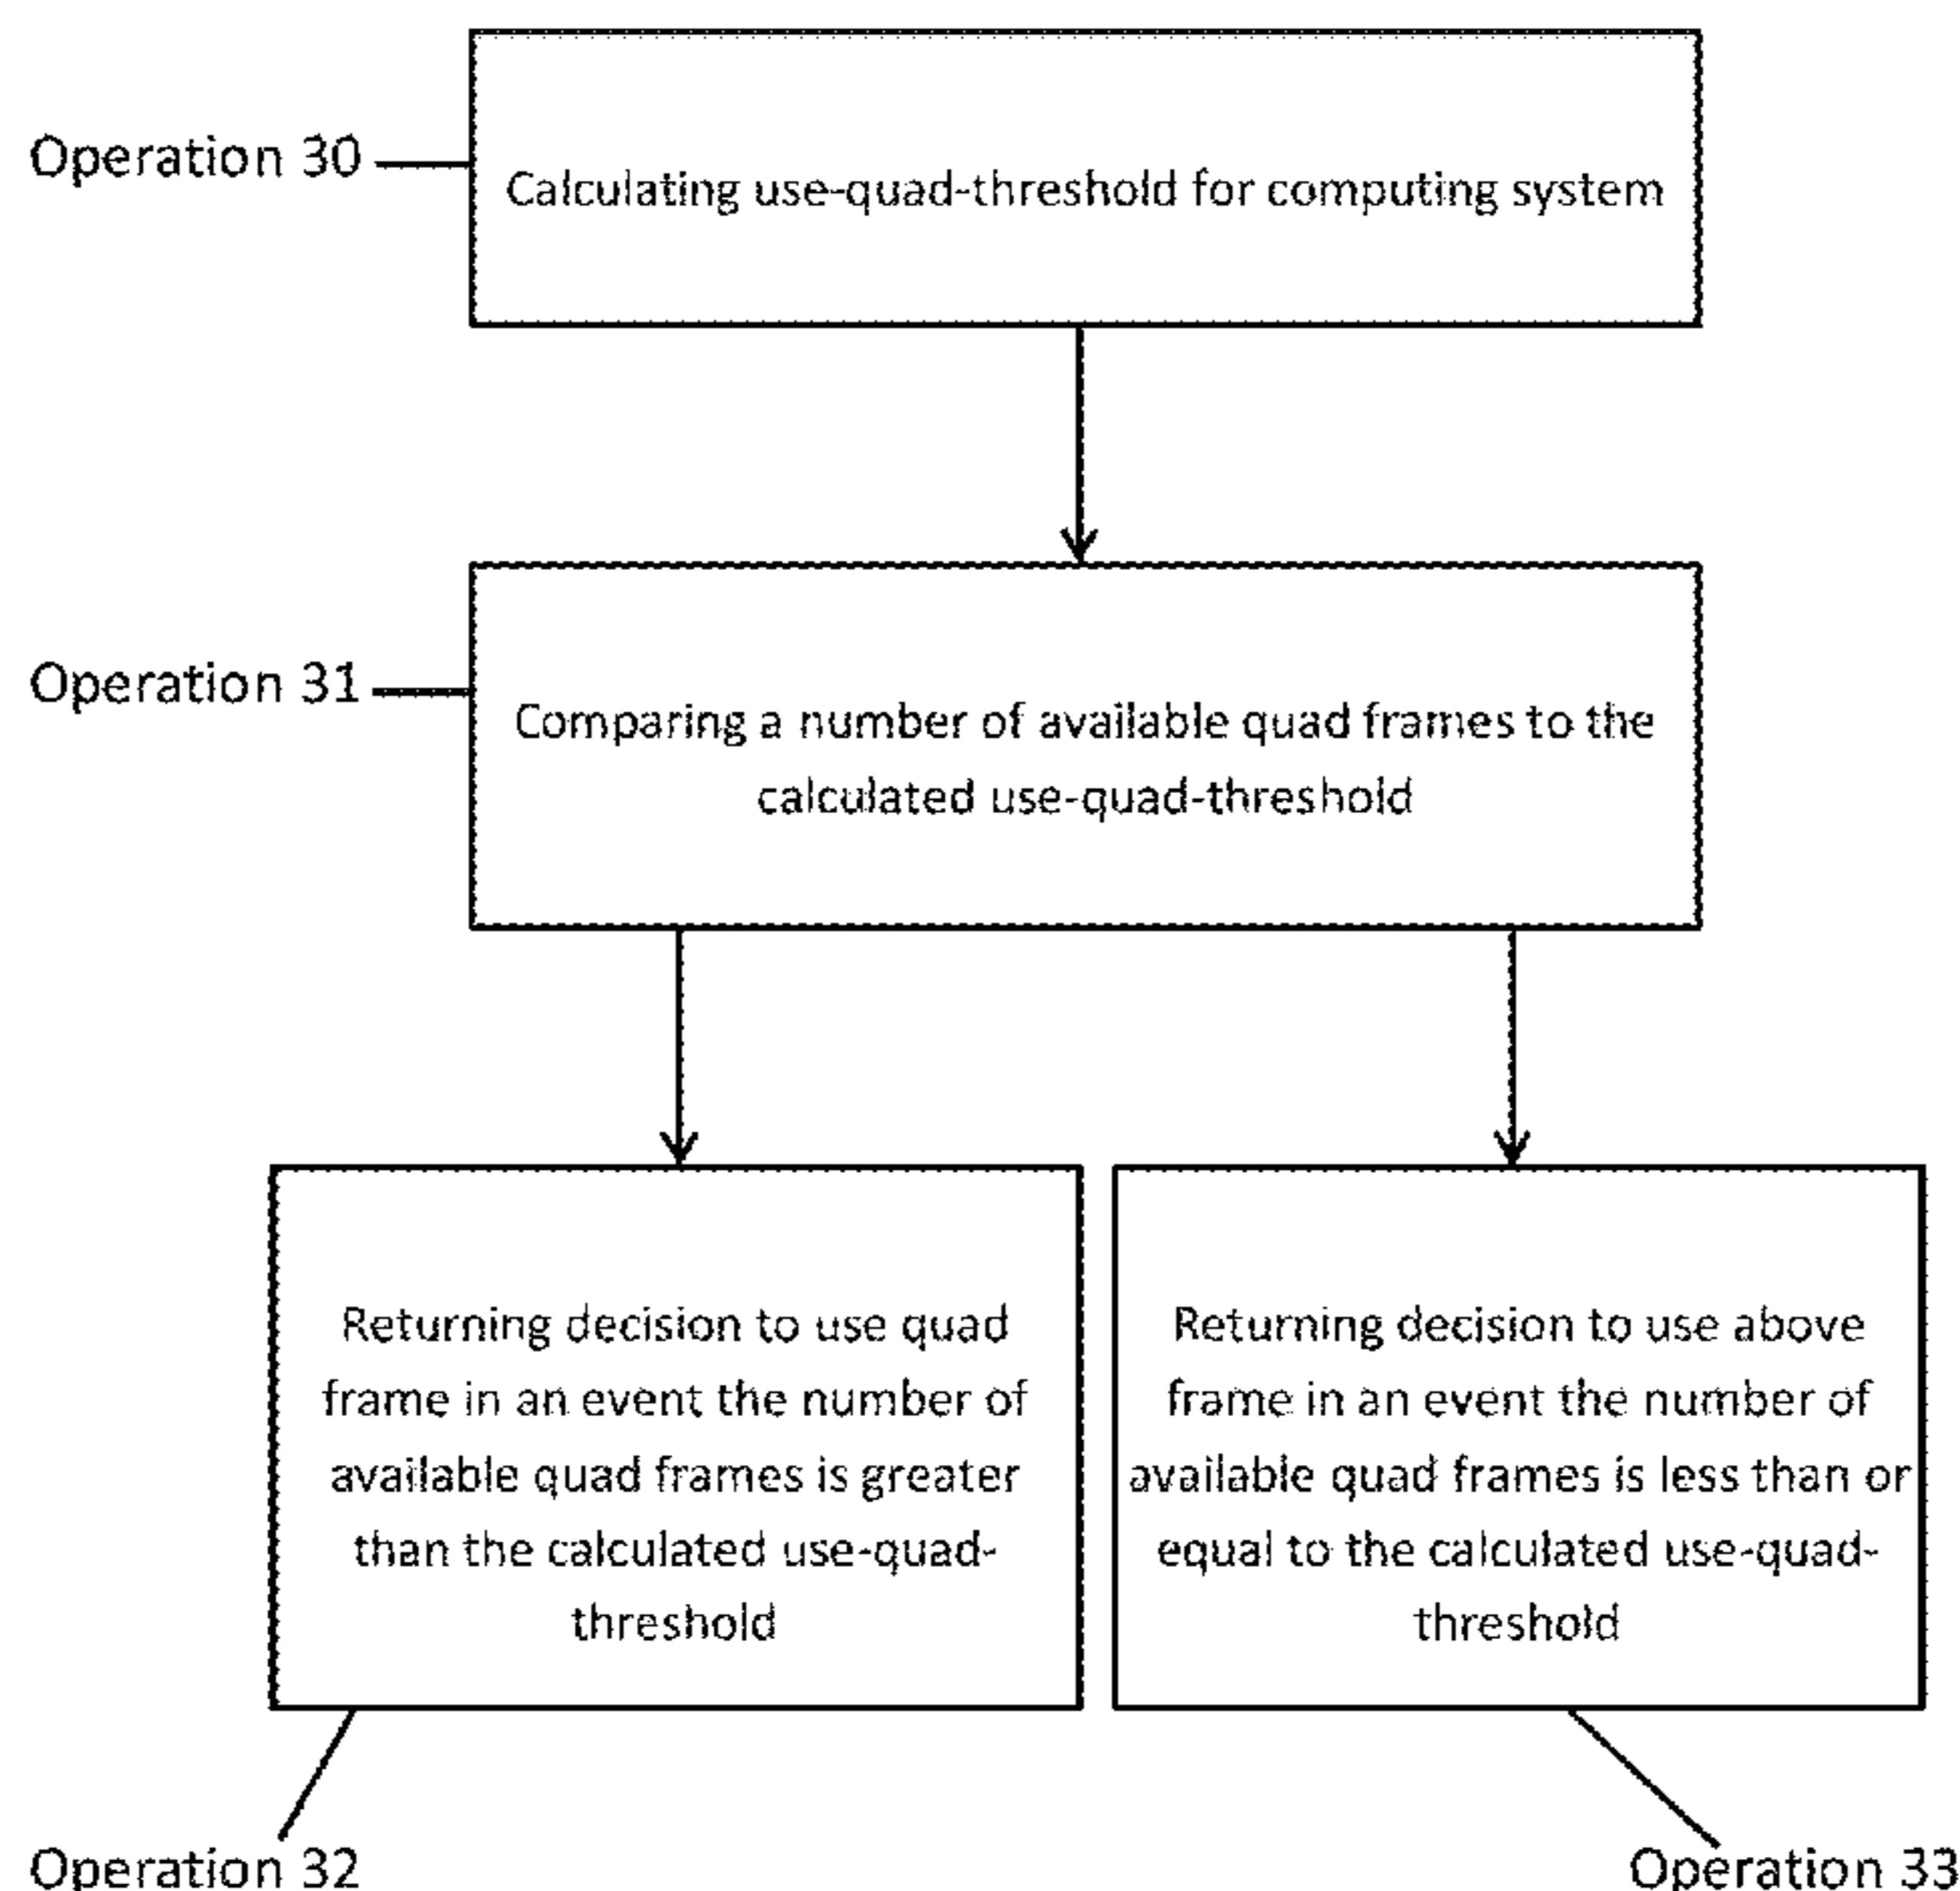 Operation 30
Calculating use-quad-threshold for computing system
Operation 31
Comparing a number of available quad frames to the
calculated use-quad-threshold
Returning decision to use quad
frame in an event the number of
available quad frames is greater
than the calculated use-quad-
threshold
Returning decision to use above
frame in an event the number of
available quad frames is less than or
equal to the calculated use-quad-
threshold
Operation 32
Operation 33